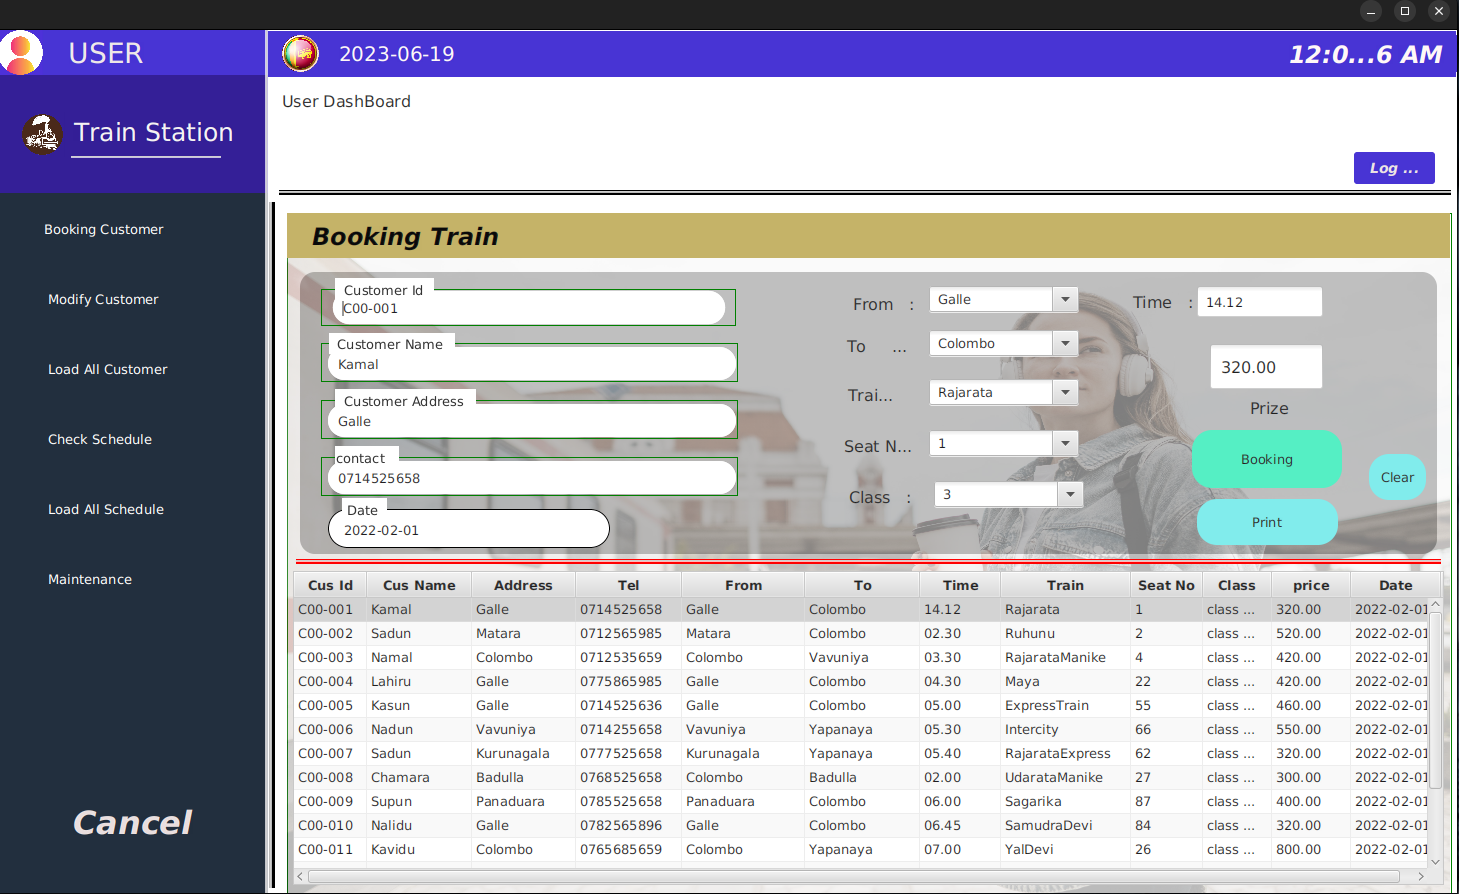 USER
2023-06-19
12:0...6 AM
Train Station
User DashBoard
Log ...
Booking Customer
Modify Customer
Load All Customer
Check Schedule
Load All Schedule
Maintenance
Cancel
Booking Train
Customer Id
C00-001
Customer Name
Kamal
Customer Address
Galle
contact
0714525658
Date
2022-02-01
From :
Galle
To ...
Colombo
Trai...
Rajarata
Seat N...
1
Class :
3
Time :
14.12
320.00
Prize
Booking
Clear
Print
Cus Id Cus Name Address Tel From To Time Train Seat No Class price Date
C00-001 Kamal Galle 0714525658 Galle Colombo 14.12 Rajarata 1 class ... 320.00 2022-02-01
C00-002 Sadun Matara 0712565985 Matara Colombo 02.30 Ruhunu 2 class ... 520.00 2022-02-01
C00-003 Namal Colombo 0712535659 Colombo Vavuniya 03.30 RajarataManike 4 class ... 420.00 2022-02-01
C00-004 Lahiru Galle 0775865985 Galle Colombo 04.30 Maya 22 class ... 420.00 2022-02-01
C00-005 Kasun Galle 0714525636 Galle Colombo 05.00 ExpressTrain 55 class ... 460.00 2022-02-01
C00-006 Nadun Vavuniya 0714255658 Vavuniya Yapanaya 05.30 Intercity 66 class ... 550.00 2022-02-01
C00-007 Sadun Kurunagala 0777525658 Kurunagala Yapanaya 05.40 RajarataExpress 62 class ... 320.00 2022-02-01
C00-008 Chamara Badulla 0768525658 Colombo Badulla 02.00 UdarataManike 27 class ... 300.00 2022-02-01
C00-009 Supun Panaduara 0785525658 Panaduara Colombo 06.00 Sagarika 87 class ... 400.00 2022-02-01
C00-010 Nalidu Galle 0782565896 Galle Colombo 06.45 SamudraDevi 84 class ... 320.00 2022-02-01
C00-011 Kavidu Colombo 0765685659 Colombo Yapanaya 07.00 YalDevi 26 class ... 800.00 2022-02-01